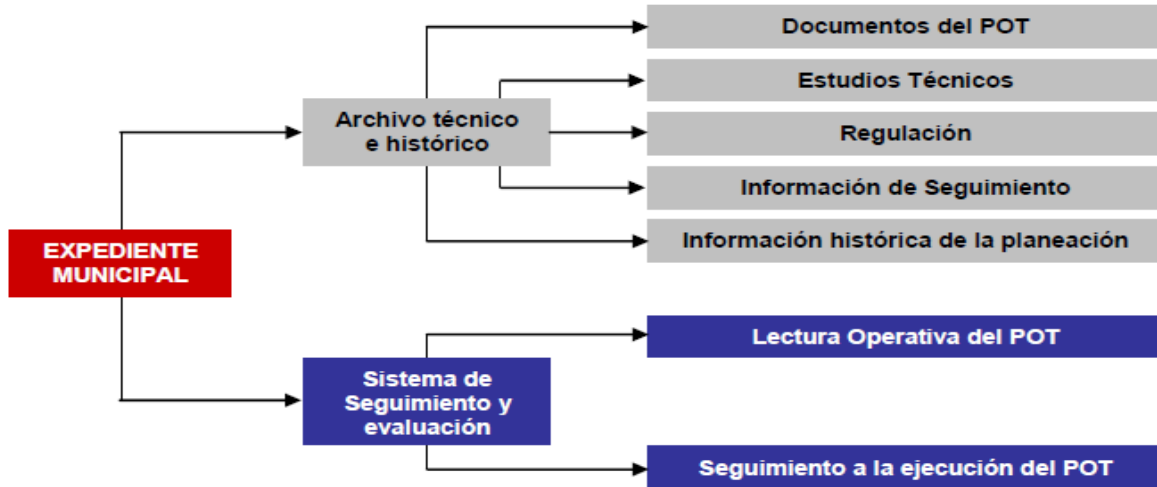 Documentos del POT
Estudios Técnicos
Archivo técnico
e histórico
Regulación
Información de Seguimiento
Información histórica de la planeación
EXPEDIENTE
MUNICIPAL
Lectura Operativa del POT
Sistema de
Seguimiento y
evaluación
Seguimiento a la ejecución del POT